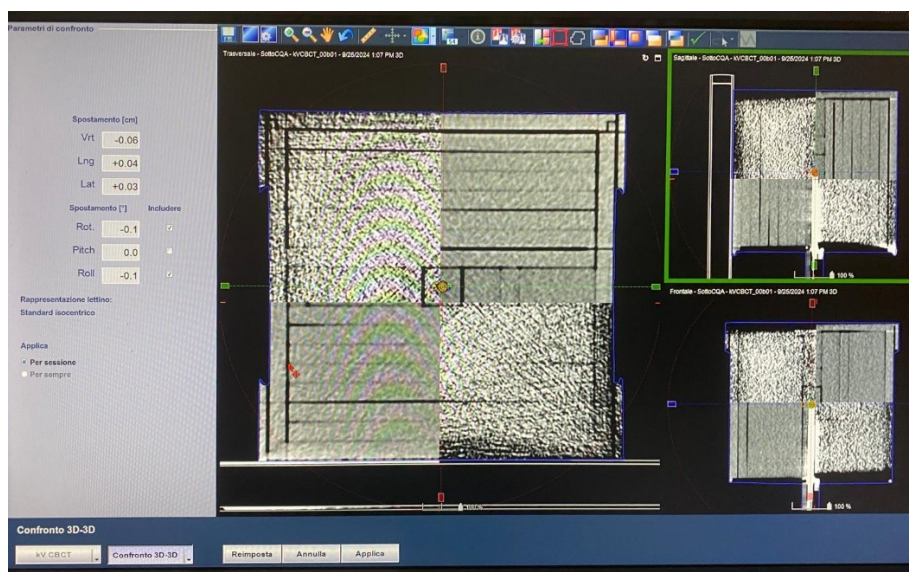 Parametri di confronto
Trasversale - SottoCQA - kVCBCT_00b01 - 9/25/2024 1:07 PM 3D
Sagittale - SottoCQA - kVCBCT_00b01 - 9/25/2024 1:07 PM 3D
Spostamento [cm]
Vrt -0.06
Lng +0.04
Lat +0.03
Spostamento [°] Includere
Rot. -0.1
Pitch 0.0
Roll -0.1
100 %
Frontale - SottoCQA - kVCBCT_00b01 - 9/25/2024 1:07 PM 3D
Rappresentazione lettino:
Standard isocentrico
Applica
Per sessione
Per sempre
100 %
100 %
Confronto 3D-3D
kV CBCT
Confronto 3D-3D
Reimposta
Annulla
Applica